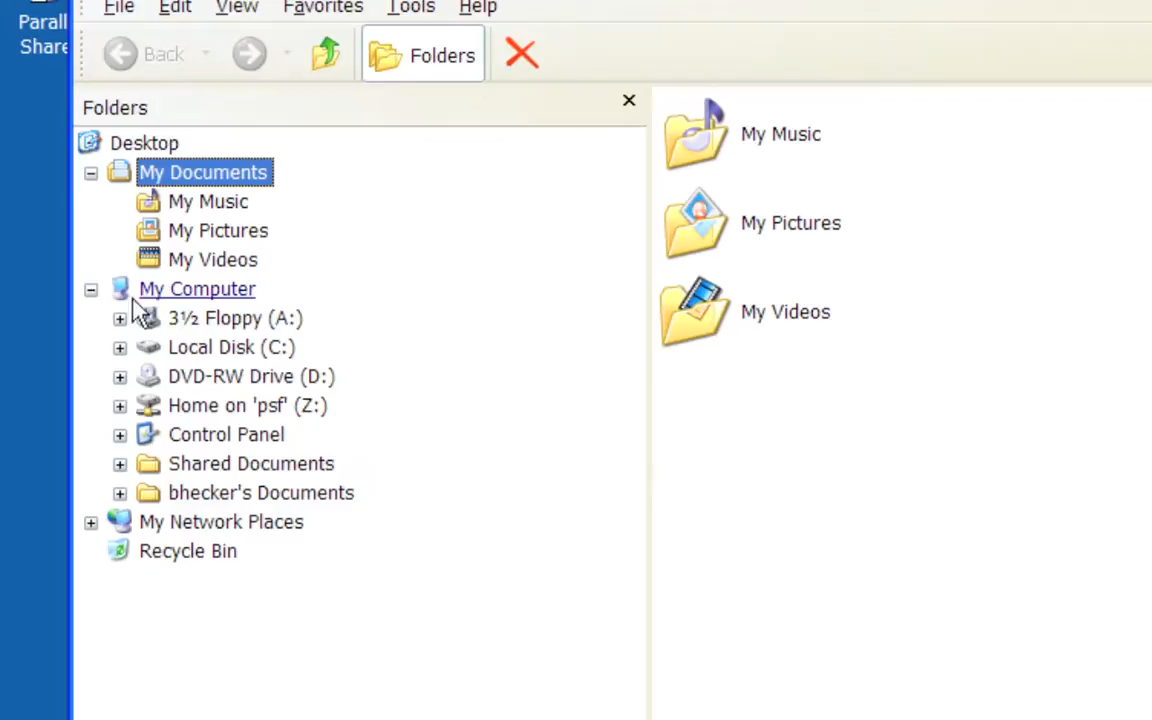 Parall
Share
File Edit View Favorites Tools Help
Back
Folders
Folders
Desktop
My Documents
My Music
My Pictures
My Videos
My Computer
3½ Floppy (A:)
Local Disk (C:)
DVD-RW Drive (D:)
Home on 'psf' (Z:)
Control Panel
Shared Documents
bhecker's Documents
My Network Places
Recycle Bin
My Music
My Pictures
My Videos